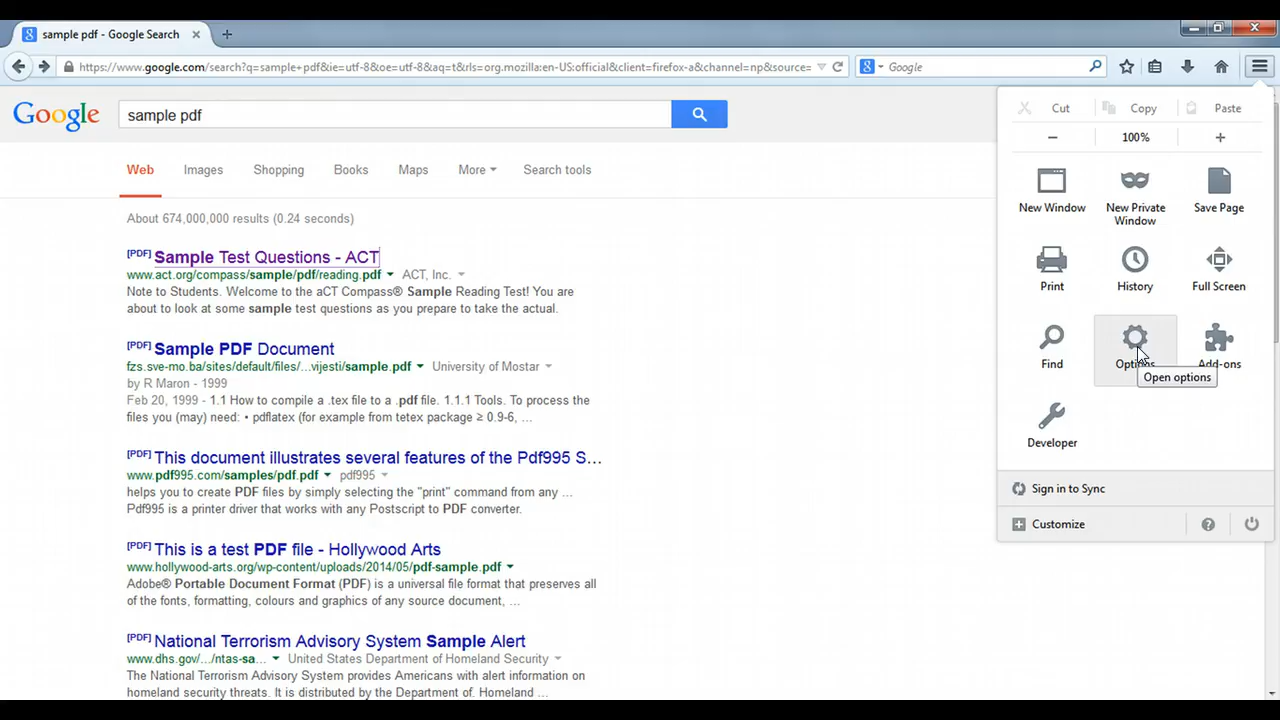 sample pdf - Google Search
https://www.google.com/search?q=sample+pdf&ie=utf-8&oe=utf-8&aq=t&rls=org.mozilla:en-US:official&client=firefox-a&channel=np&source=
Google
Google
sample pdf
Web Images Shopping Books Maps More Search tools
About 674,000,000 results (0.24 seconds)
[PDF] Sample Test Questions - ACT
www.act.org/compass/sample/pdf/reading.pdf ACT, Inc.
Note to Students. Welcome to the aCT Compass® Sample Reading Test! You are
about to look at some sample test questions as you prepare to take the actual.
[PDF] Sample PDF Document
fzs.sve-mo.ba/sites/default/files/...vijesti/sample.pdf University of Mostar
by R Maron - 1999
Feb 20, 1999 - 1.1 How to compile a .tex file to a .pdf file. 1.1.1 Tools. To process the
files you (may) need: • pdflatex (for example from tetex package ≥ 0.9-6, ...
[PDF] This document illustrates several features of the Pdf995 S...
www.pdf995.com/samples/pdf.pdf pdf995
helps you to create PDF files by simply selecting the "print" command from any ...
Pdf995 is a printer driver that works with any Postscript to PDF converter.
[PDF] This is a test PDF file - Hollywood Arts
www.hollywood-arts.org/wp-content/uploads/2014/05/pdf-sample.pdf
Adobe® Portable Document Format (PDF) is a universal file format that preserves all
of the fonts, formatting, colours and graphics of any source document, ...
[PDF] National Terrorism Advisory System Sample Alert
www.dhs.gov/.../ntas-sa... United States Department of Homeland Security
The National Terrorism Advisory System provides Americans with alert information on
homeland security threats. It is distributed by the Department of. Homeland ...
Cut Copy Paste
− 100% +
New Window
New Private
Window
Save Page
Print History Full Screen
Find Options Add-ons
Open options
Developer
Sign in to Sync
Customize